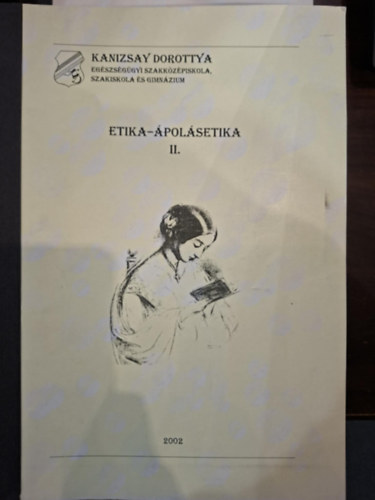 KANIZSAY DOROTTYA
EGÉSZSÉGÜGYI SZAKKÖZÉPISKOLA,
SZAKISKOLA ÉS GIMNÁZIUM
ETIKA–ÁPOLÁSETIKA
II.
2002